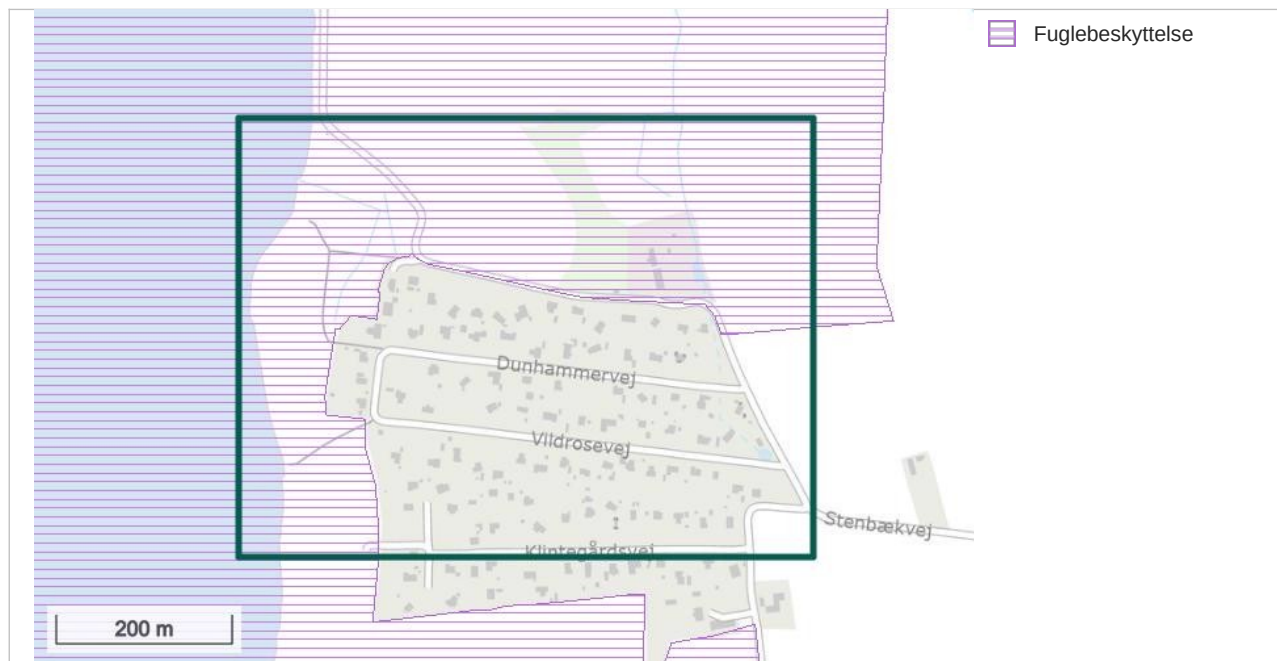 Fuglebeskyttelse
Dunhammervej
Vildrosevej
Stenbækvej
Klintegårdsvej
200 m